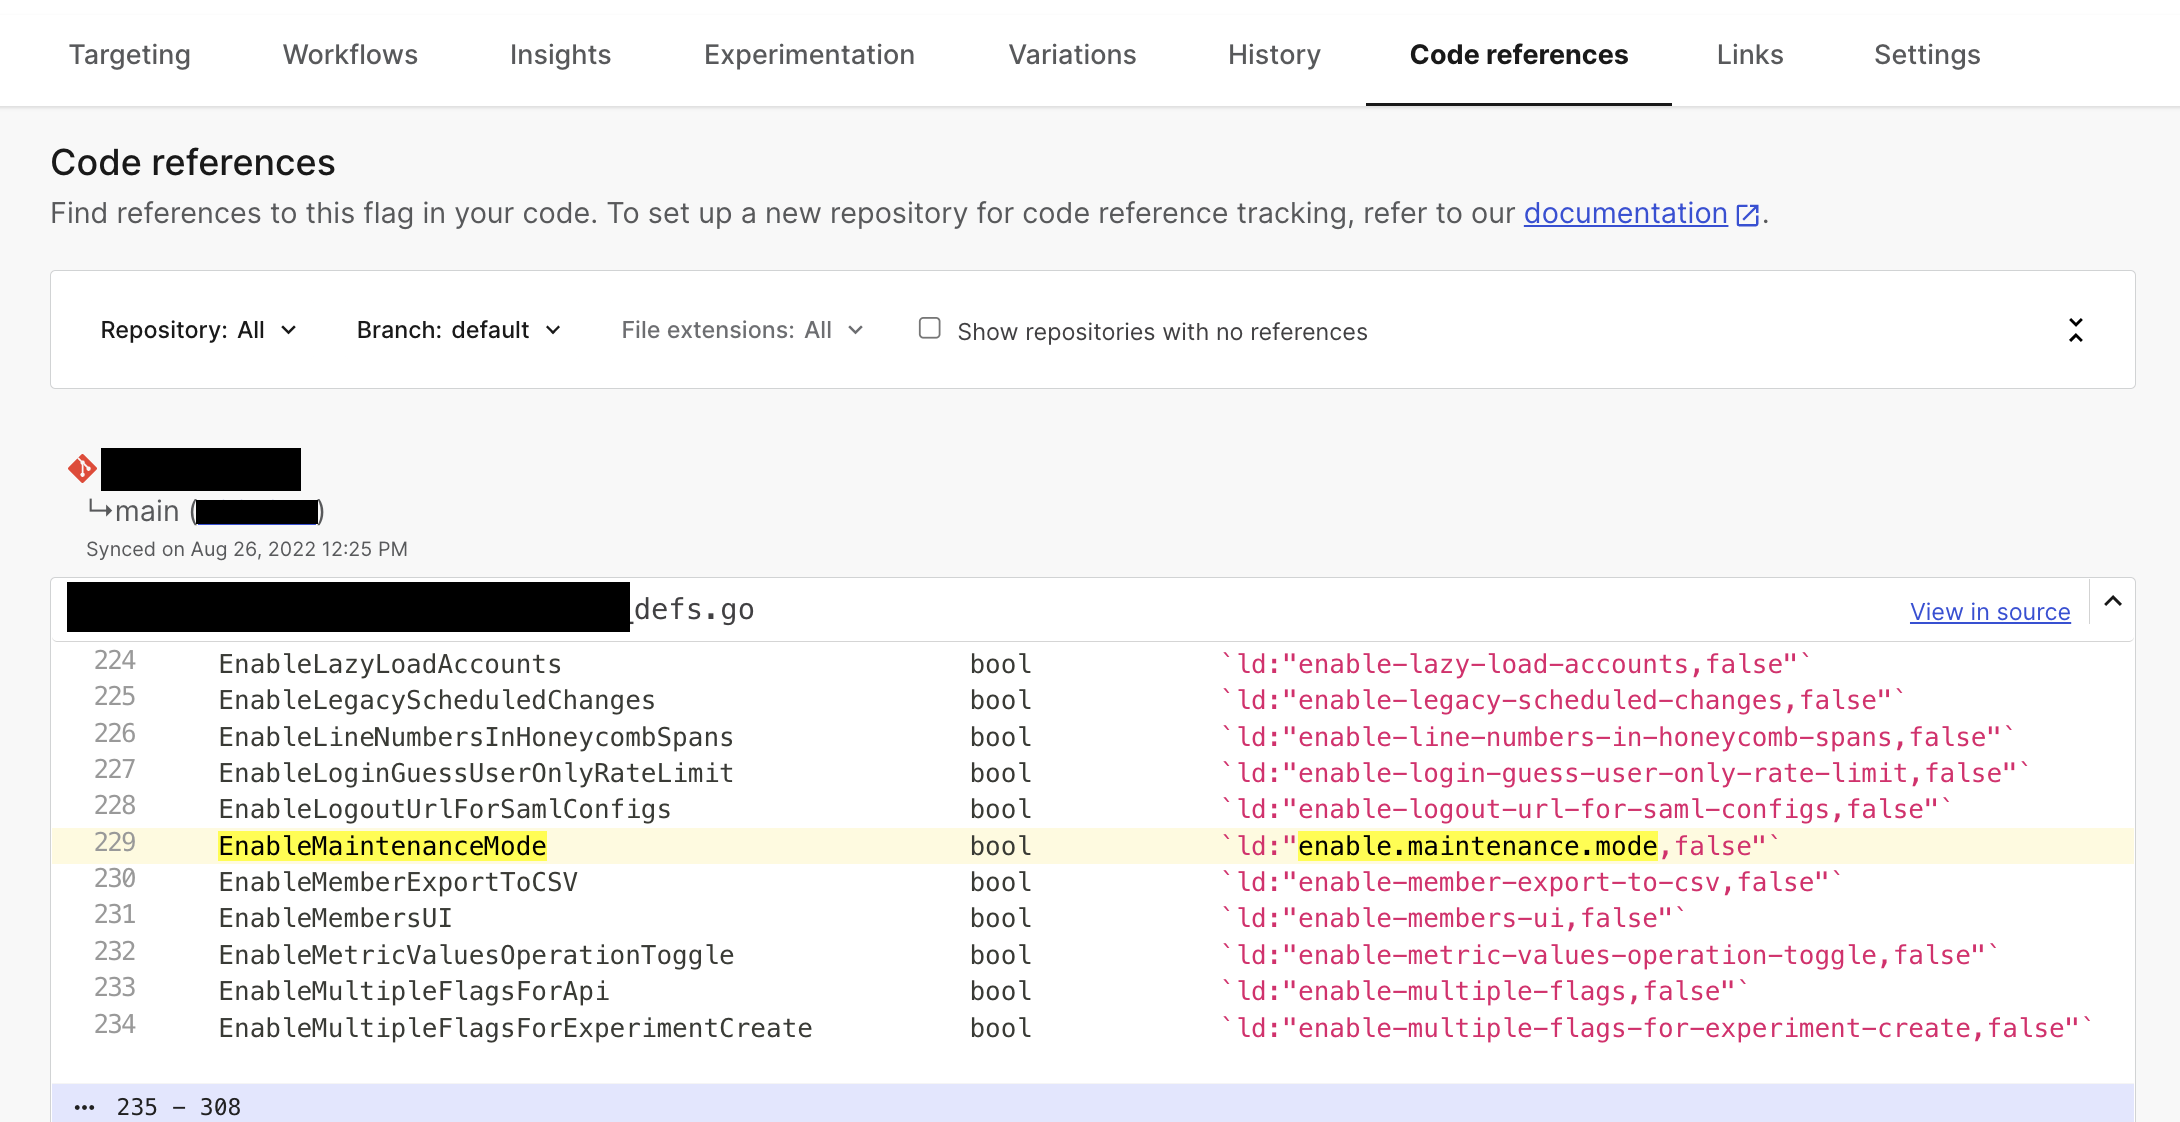 Targeting Workflows Insights Experimentation Variations History Code references Links Settings
Code references
Find references to this flag in your code. To set up a new repository for code reference tracking, refer to our documentation.
Repository: All Branch: default File extensions: All Show repositories with no references
main ( )
Synced on Aug 26, 2022 12:25 PM
_defs.go View in source
224 EnableLazyLoadAccounts bool `ld:"enable-lazy-load-accounts,false"`
225 EnableLegacyScheduledChanges bool `ld:"enable-legacy-scheduled-changes,false"`
226 EnableLineNumbersInHoneycombSpans bool `ld:"enable-line-numbers-in-honeycomb-spans,false"`
227 EnableLoginGuessUserOnlyRateLimit bool `ld:"enable-login-guess-user-only-rate-limit,false"`
228 EnableLogoutUrlForSamlConfigs bool `ld:"enable-logout-url-for-saml-configs,false"`
229 EnableMaintenanceMode bool `ld:"enable.maintenance.mode,false"`
230 EnableMemberExportToCSV bool `ld:"enable-member-export-to-csv,false"`
231 EnableMembersUI bool `ld:"enable-members-ui,false"`
232 EnableMetricValuesOperationToggle bool `ld:"enable-metric-values-operation-toggle,false"`
233 EnableMultipleFlagsForApi bool `ld:"enable-multiple-flags,false"`
234 EnableMultipleFlagsForExperimentCreate bool `ld:"enable-multiple-flags-for-experiment-create,false"`
••• 235 – 308